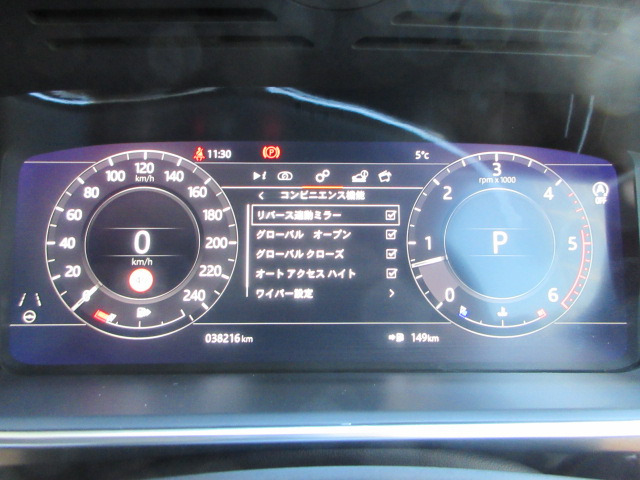 11:30
5°c
コンビニエンス機能
リバース連動ミラー
グローバル オープン
グローバルクローズ
オートアクセスハイト
ワイパー設定
0 20 40 60 80 100 120 140 160 180 200 220 240
km/h
0
km/h
0 1 2 3 4 5 6
rpm x 1000
P
A
OFF
038216 km
149km